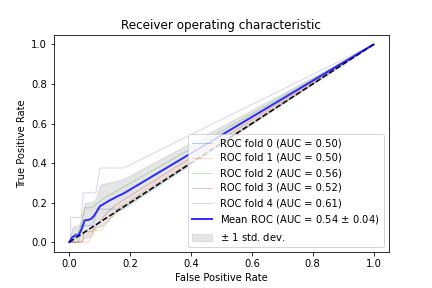 Receiver operating characteristic
True Positive Rate
1.0
0.8
0.6
0.4
0.2
0.0
ROC fold 0 (AUC = 0.50)
ROC fold 1 (AUC = 0.50)
ROC fold 2 (AUC = 0.56)
ROC fold 3 (AUC = 0.52)
ROC fold 4 (AUC = 0.61)
Mean ROC (AUC = 0.54 ± 0.04)
± 1 std. dev.
0.0 0.2 0.4 0.6 0.8 1.0
False Positive Rate